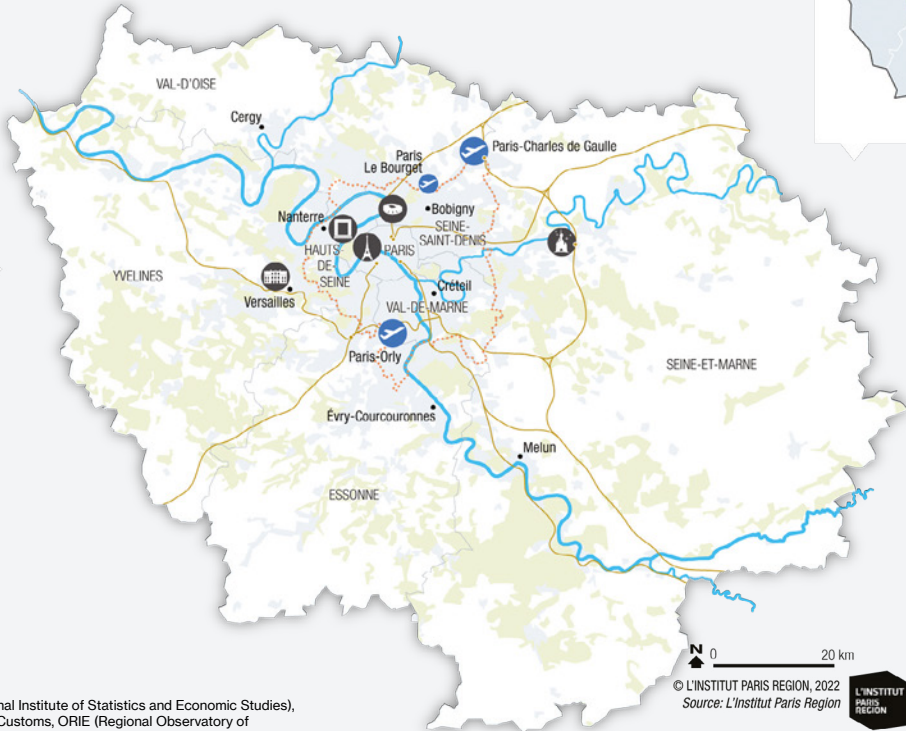 VAL-D'OISE
Cergy
Paris
Le Bourget
Paris-Charles de Gaulle
Nanterre
Bobigny
SEINE-
SAINT-DENIS
HAUTS
DE-
SEINE
PARIS
YVELINES
Versailles
Créteil
VAL-DE-MARNE
Paris-Orly
SEINE-ET-MARNE
Évry-Courcouronnes
Melun
ESSONNE
N 0 20 km
© L'INSTITUT PARIS REGION, 2022
Source: L'Institut Paris Region
L'INSTITUT
PARIS
REGION
nal Institute of Statistics and Economic Studies),
Customs, ORIE (Regional Observatory of